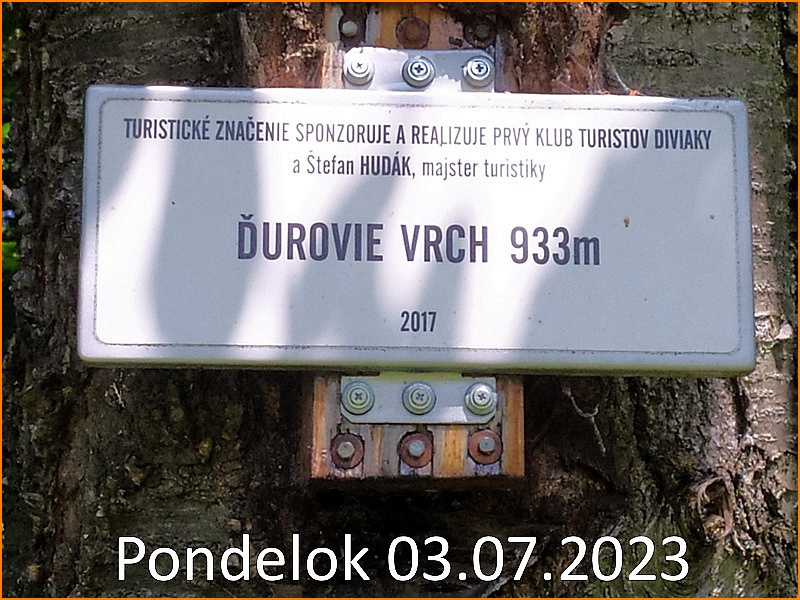 TURISTICKÉ ZNAČENIE SPONZORUJE A REALIZUJE PRVÝ KLUB TURISTOV DIVIAKY
a Štefan HUDÁK, majster turistiky
ĎUROVIE VRCH 933m
2017
Pondelok 03.07.2023